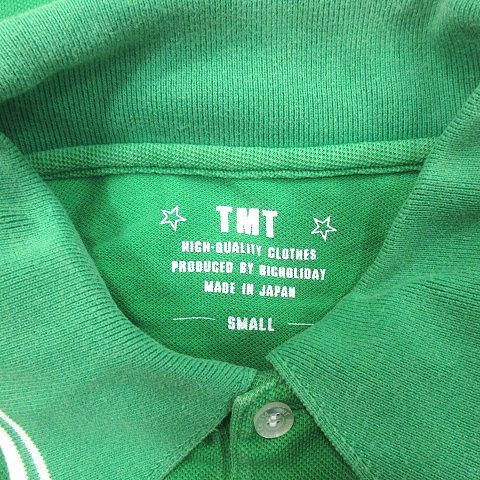 TMT
HIGH-QUALITY CLOTHES
PRODUCED BY BIGHOLIDAY
MADE IN JAPAN
SMALL